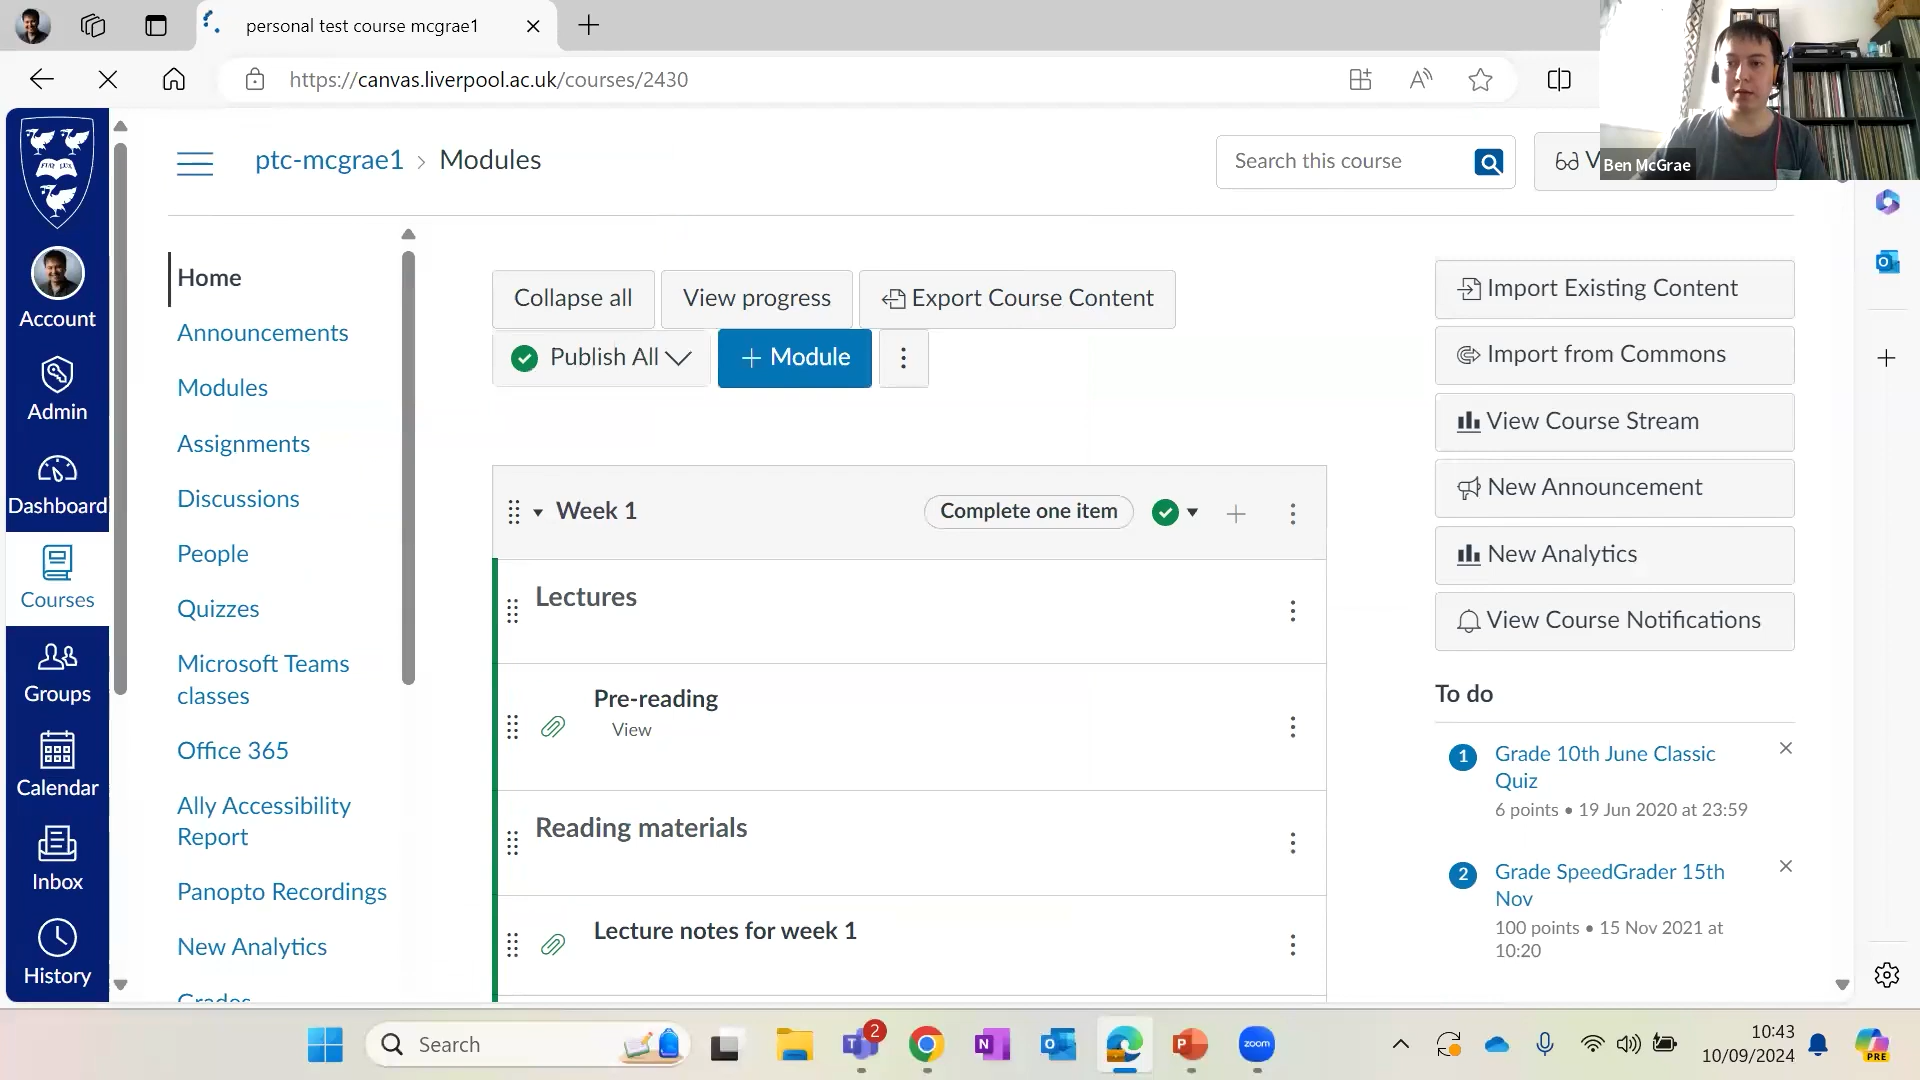 personal test course mcgrae1
https://canvas.liverpool.ac.uk/courses/2430
Ben McGrae
FIAT LUX
ptc-mcgrae1 > Modules
Search this course
V
Account
Admin
Dashboard
Courses
Groups
Calendar
Inbox
History
Home
Announcements
Modules
Assignments
Discussions
People
Quizzes
Microsoft Teams
classes
Office 365
Ally Accessibility
Report
Panopto Recordings
New Analytics
Grades
Collapse all
View progress
Export Course Content
Publish All
+ Module
Week 1
Complete one item
Lectures
Pre-reading
View
Reading materials
Lecture notes for week 1
Import Existing Content
Import from Commons
View Course Stream
New Announcement
New Analytics
View Course Notifications
To do
1 Grade 10th June Classic
Quiz
6 points • 19 Jun 2020 at 23:59
2 Grade SpeedGrader 15th
Nov
100 points • 15 Nov 2021 at
10:20
Search
2
zoom
10:43
10/09/2024
PRE